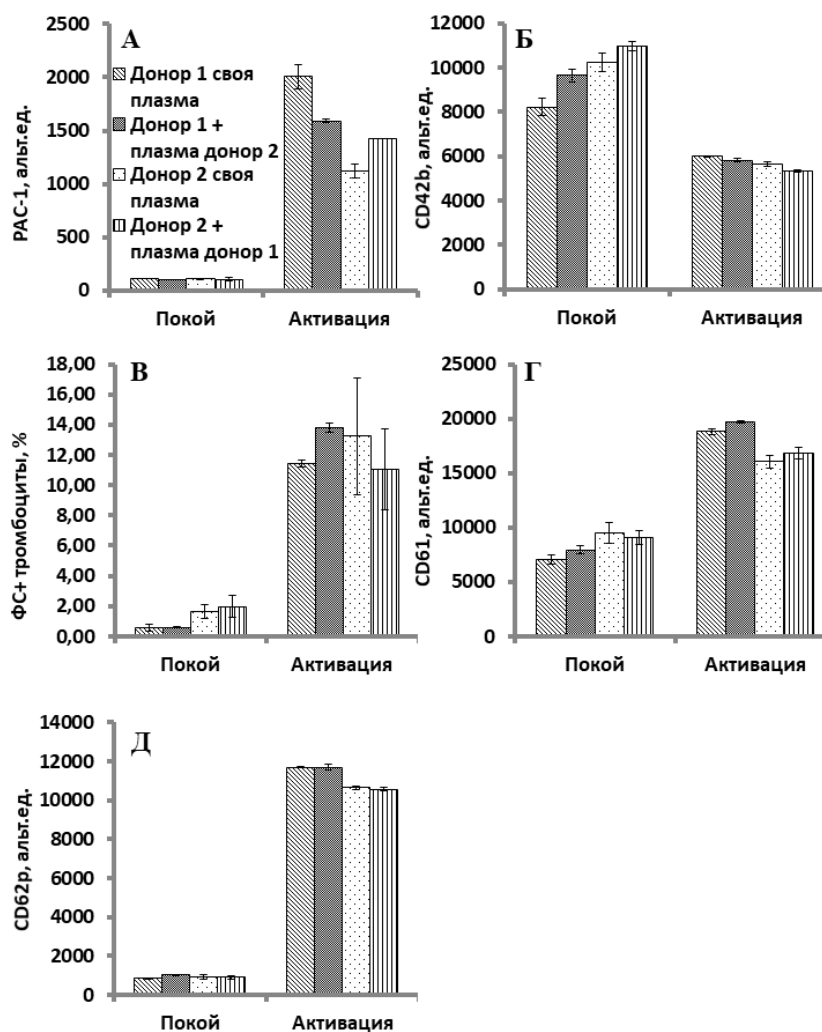 А
PAC-1, альт.ед.
2500
2000
1500
1000
500
0
Донор 1 своя
плазма
Донор 1 +
плазма донор 2
Донор 2 своя
плазма
Донор 2 +
плазма донор 1
Покой
Активация
Б
CD42b, альт.ед.
12000
10000
8000
6000
4000
2000
0
Покой
Активация
В
ФС+ тромбоциты, %
18,00
16,00
14,00
12,00
10,00
8,00
6,00
4,00
2,00
0,00
Покой
Активация
Г
CD61, альт.ед.
25000
20000
15000
10000
5000
0
Покой
Активация
Д
CD62p, альт.ед.
14000
12000
10000
8000
6000
4000
2000
0
Покой
Активация